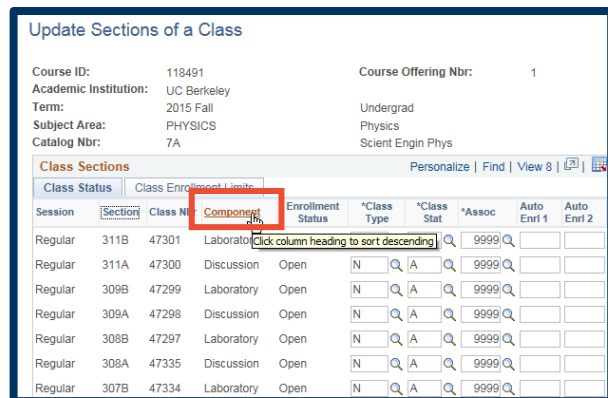 Update Sections of a Class
Course ID: 118491 Course Offering Nbr: 1
Academic Institution: UC Berkeley
Term: 2015 Fall Undergrad
Subject Area: PHYSICS Physics
Catalog Nbr: 7A Scient Engin Phys
Class Sections Personalize | Find | View 8 |
Class Status Class Enrollment Limits
Session Section Class Nbr Component Enrollment Status *Class Type *Class Stat *Assoc Auto Enrl 1 Auto Enrl 2
Regular 311B 47301 Laboratory 9999
Click column heading to sort descending
Regular 311A 47300 Discussion Open N A 9999
Regular 309B 47299 Laboratory Open N A 9999
Regular 309A 47298 Discussion Open N A 9999
Regular 308B 47297 Laboratory Open N A 9999
Regular 308A 47335 Discussion Open N A 9999
Regular 307B 47334 Laboratory Open N A 9999